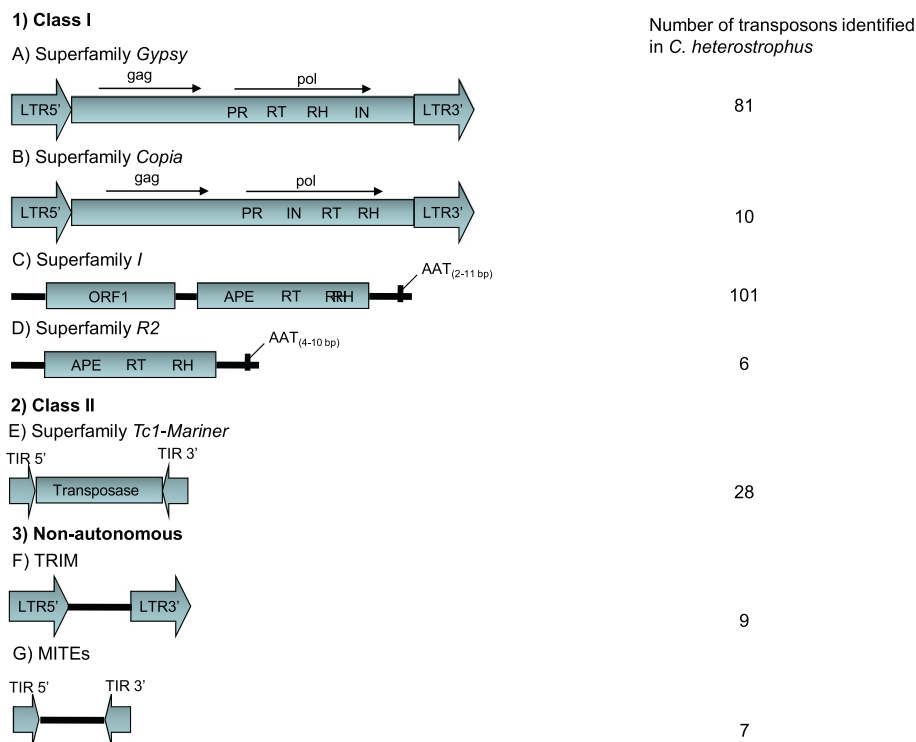 1) Class I
Number of transposons identified
in C. heterostrophus
A) Superfamily Gypsy
gag pol
LTR5' PR RT RH IN LTR3'
81
B) Superfamily Copia
gag pol
LTR5' PR IN RT RH LTR3'
10
C) Superfamily I
AAT(2-11 bp)
ORF1 APE RT RH
101
D) Superfamily R2
AAT(4-10 bp)
APE RT RH
6
2) Class II
E) Superfamily Tc1-Mariner
TIR 5' TIR 3'
Transposase
28
3) Non-autonomous
F) TRIM
LTR5' LTR3'
9
G) MITEs
TIR 5' TIR 3'
7